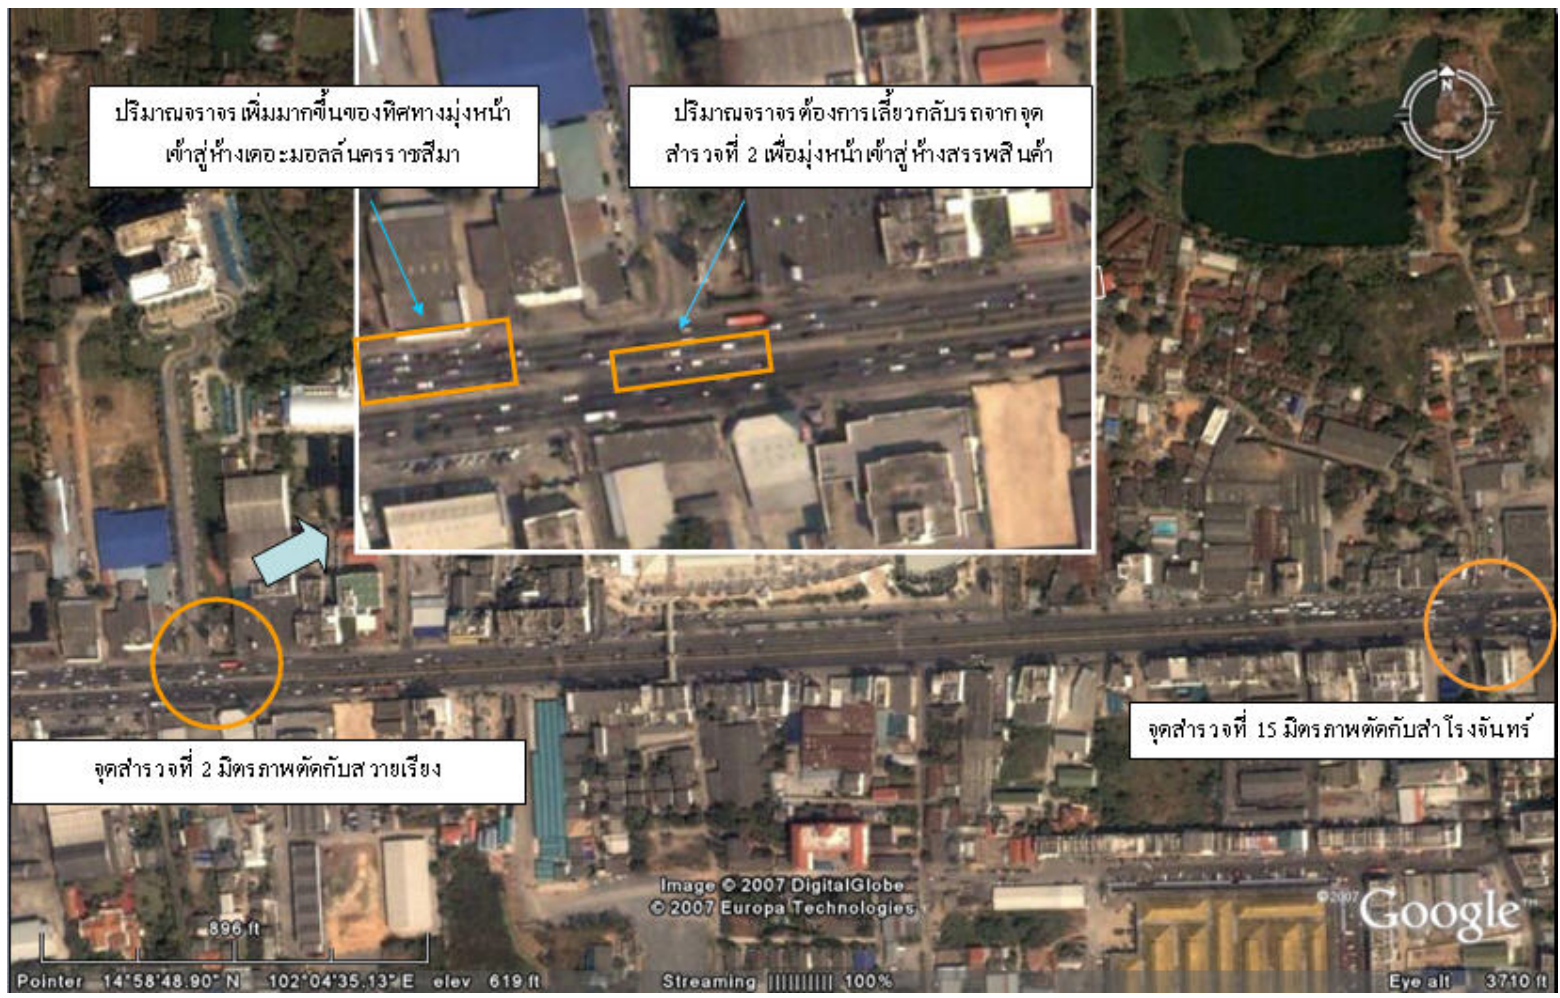 ปริมาณจราจรเพิ่มมากขึ้นของทิศทางมุ่งหน้า
เข้าสู่ห้างเดอะมอลล์นครราชสีมา
ปริมาณจราจรต้องการเลี้ยวกลับรถจากจุด
สำรวจที่ 2 เพื่อมุ่งหน้าเข้าสู่ห้างสรรพสินค้า
N
จุดสำรวจที่ 15 มิตรภาพตัดกับสำโรงจันทร์
จุดสำรวจที่ 2 มิตรภาพตัดกับสวายเรียง
Image © 2007 DigitalGlobe
© 2007 Europa Technologies
©2007 Google™
896 ft
Pointer 14°58'48.90" N 102°04'35.13" E elev 619 ft Streaming ||||||||| 100% Eye alt 3710 ft